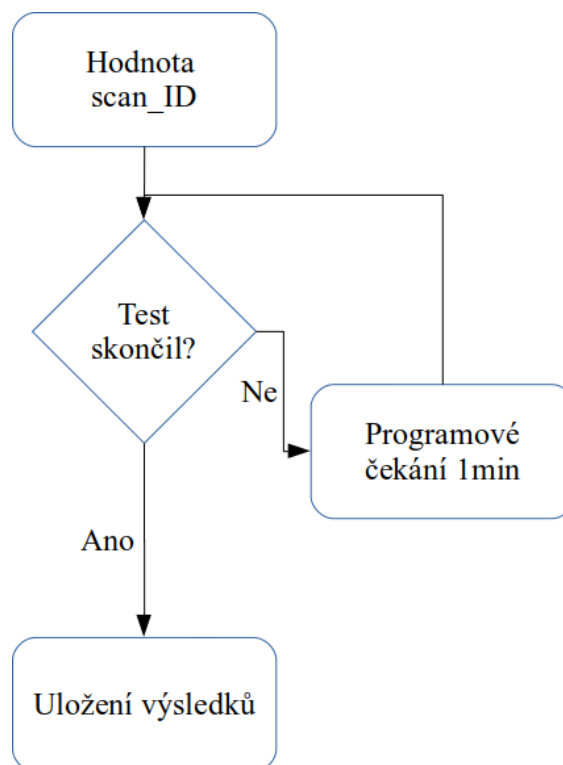 Hodnota
scan_ID
Test
skončil?
Ne
Programové
čekání 1min
Ano
Uložení výsledků